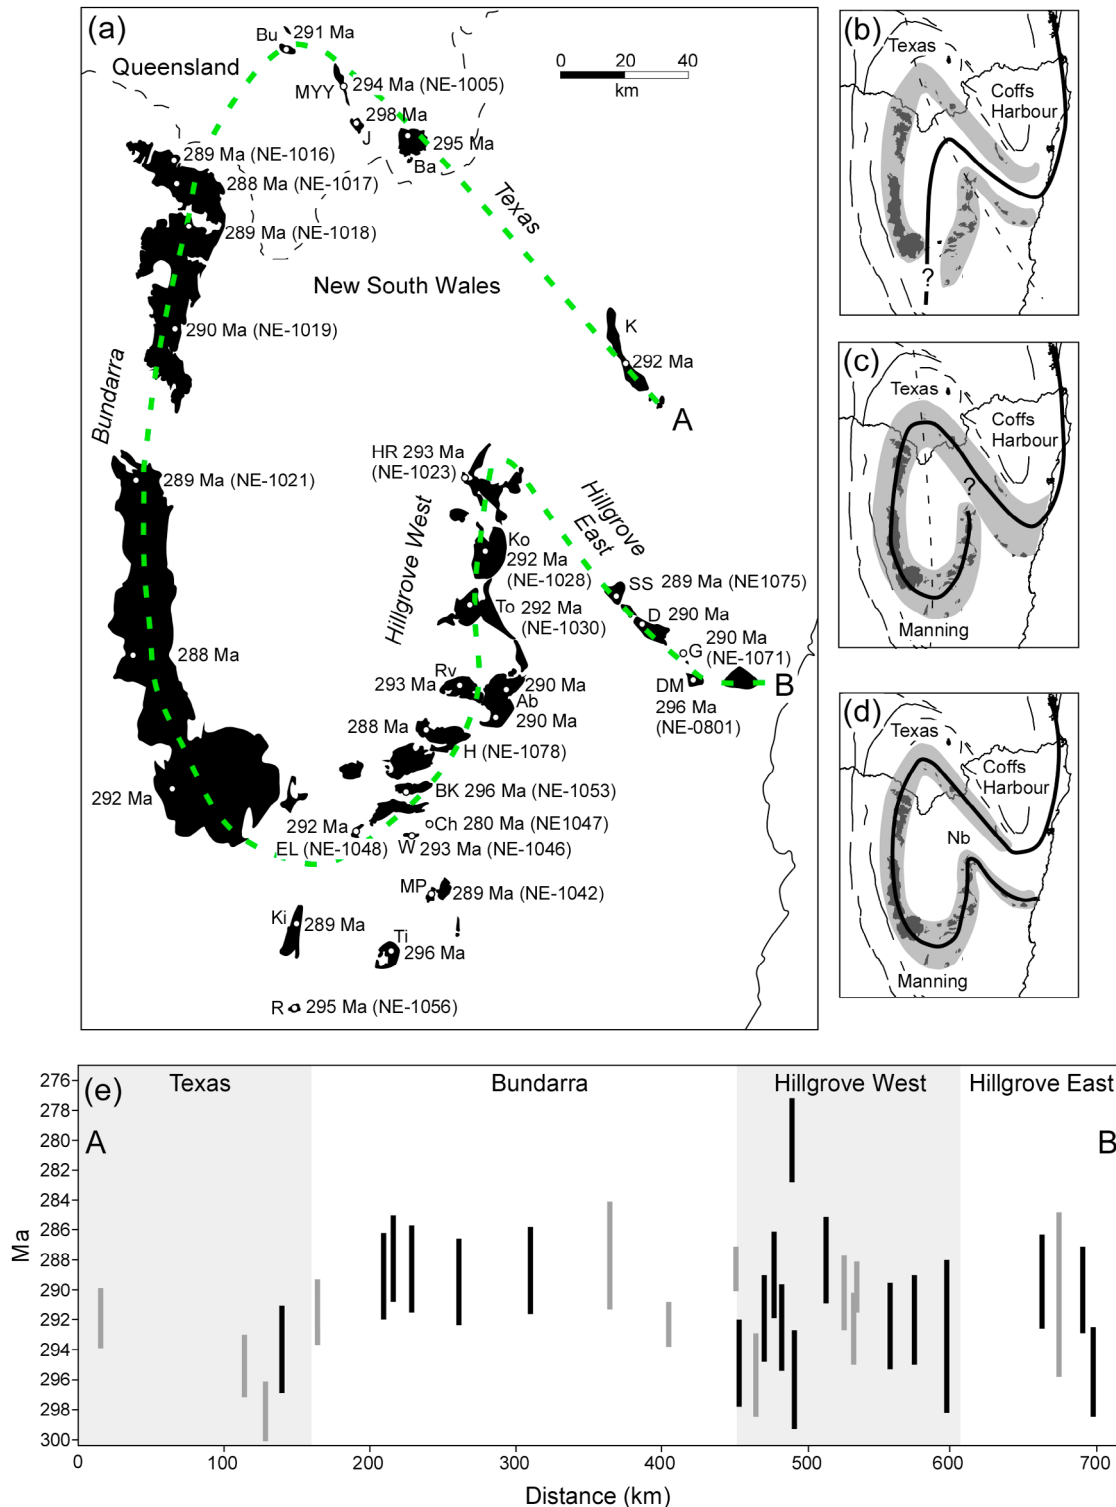 (a)
Bu 291 Ma
Queensland
MYY 294 Ma (NE-1005)
298 Ma
J
295 Ma
Ba
0 20 40
km
289 Ma (NE-1016)
288 Ma (NE-1017)
289 Ma (NE-1018)
Texas
New South Wales
290 Ma (NE-1019)
K
292 Ma
Bundarra
A
289 Ma (NE-1021)
HR 293 Ma
(NE-1023)
Hillgrove West
Hillgrove
East
Ko
292 Ma
(NE-1028)
To 292 Ma
(NE-1030)
SS 289 Ma (NE1075)
D 290 Ma
G 290 Ma
(NE-1071)
B
DM
296 Ma
(NE-0801)
288 Ma
Rv
293 Ma
290 Ma
Ab
290 Ma
288 Ma
H (NE-1078)
292 Ma
BK 296 Ma (NE-1053)
292 Ma
EL (NE-1048)
Ch 280 Ma (NE1047)
W 293 Ma (NE-1046)
MP 289 Ma (NE-1042)
Ki 289 Ma
Ti
296 Ma
R 295 Ma (NE-1056)
(b)
Texas
Coffs
Harbour
?
(c)
Texas
Coffs
Harbour
?
Manning
(d)
Texas
Coffs
Harbour
Nb
Manning
(e)
Texas
Bundarra
Hillgrove West
Hillgrove East
A
B
276
278
280
282
284
286
288
290
292
294
296
298
300
Ma
0 100 200 300 400 500 600 700
Distance (km)